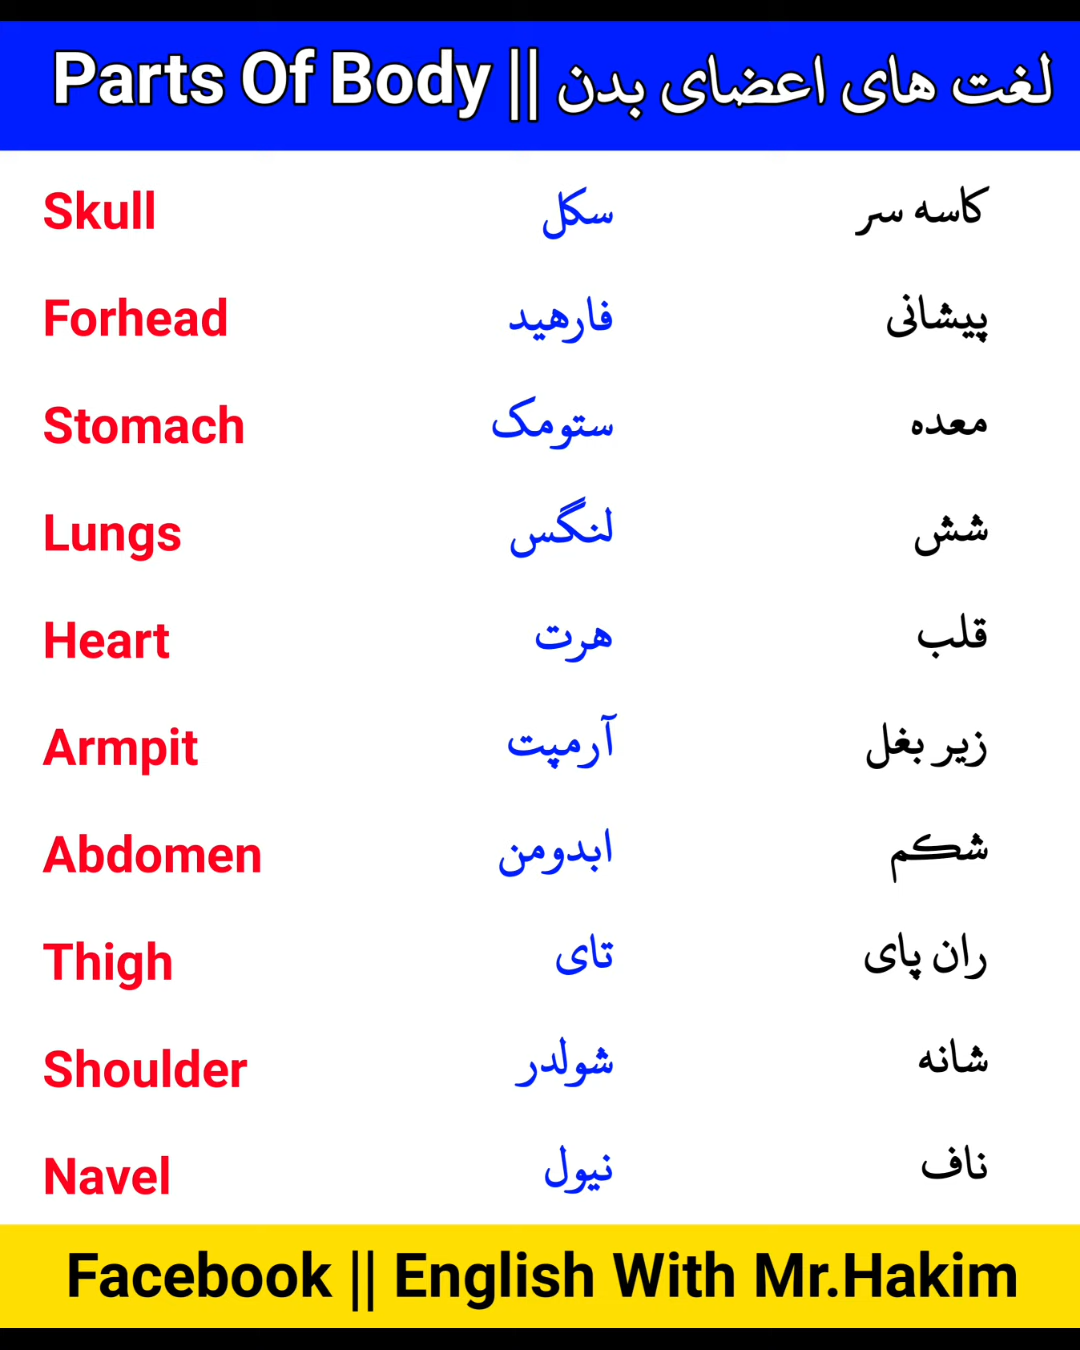 Parts Of Body || لغت های اعضای بدن
Skull سکل کاسه سر
Forhead فارهید پیشانی
Stomach ستومک معده
Lungs لنگس شش
Heart هرت قلب
Armpit آرمپت زیر بغل
Abdomen ابدومن شکم
Thigh تای ران پای
Shoulder شولدر شانه
Navel نیول ناف
Facebook || English With Mr.Hakim